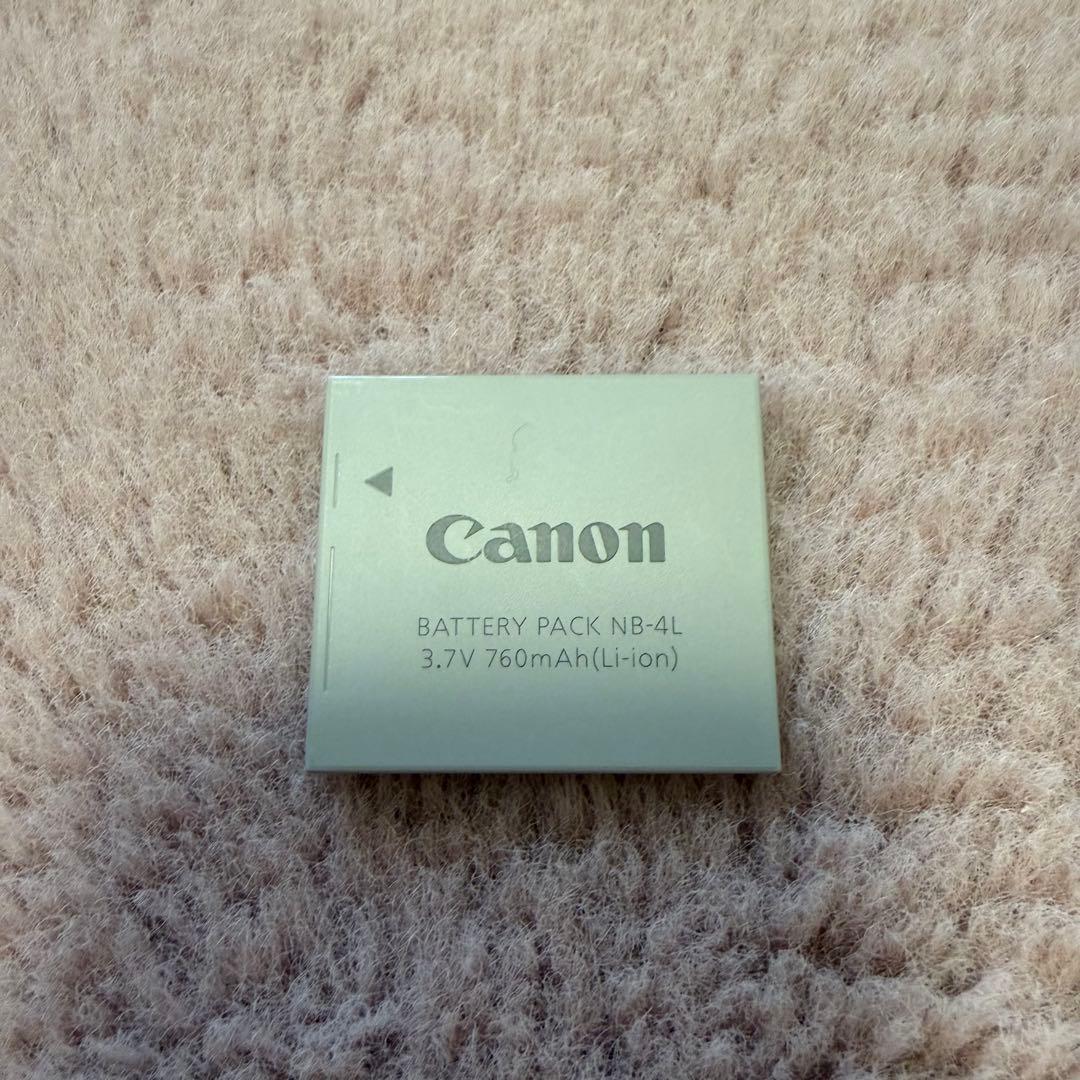 Canon
BATTERY PACK NB-4L
3.7V 760mAh(Li-ion)